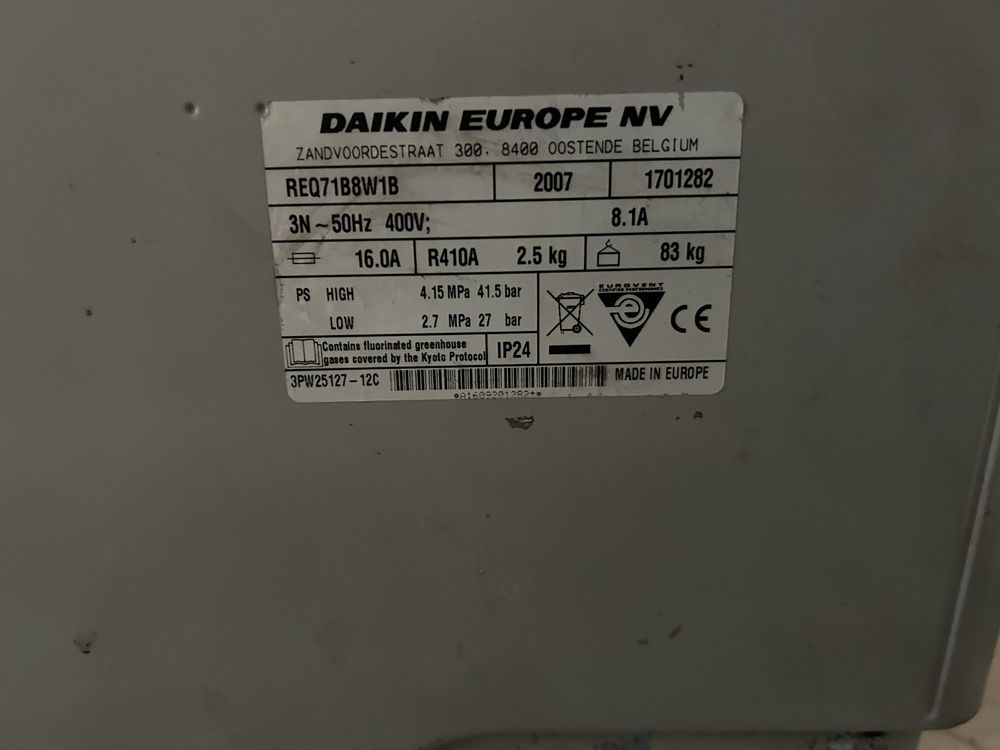 DAIKIN EUROPE NV
ZANDVOORDESTRAAT 300. 8400 OOSTENDE BELGIUM
REQ71B8W1B 2007 1701282
3N ~ 50Hz 400V; 8.1A
16.0A R410A 2.5 kg 83 kg
PS HIGH 4.15 MPa 41.5 bar
LOW 2.7 MPa 27 bar
EUROVENT
CERTIFIED PERFORMANCE
CE
Contains fluorinated greenhouse
gases covered by the Kyoto Protocol
IP24
3PW25127-12C MADE IN EUROPE